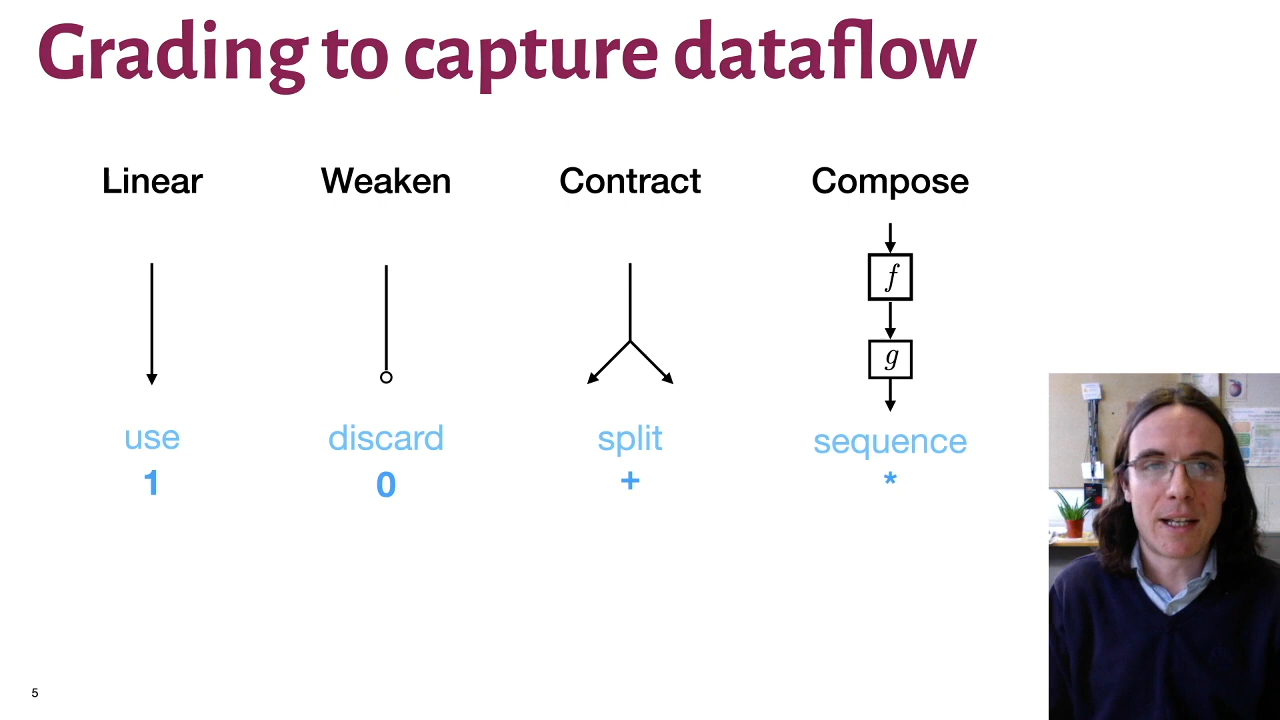 Grading to capture dataflow
Linear Weaken Contract Compose
f
g
use discard split sequence
1 0 + *
5